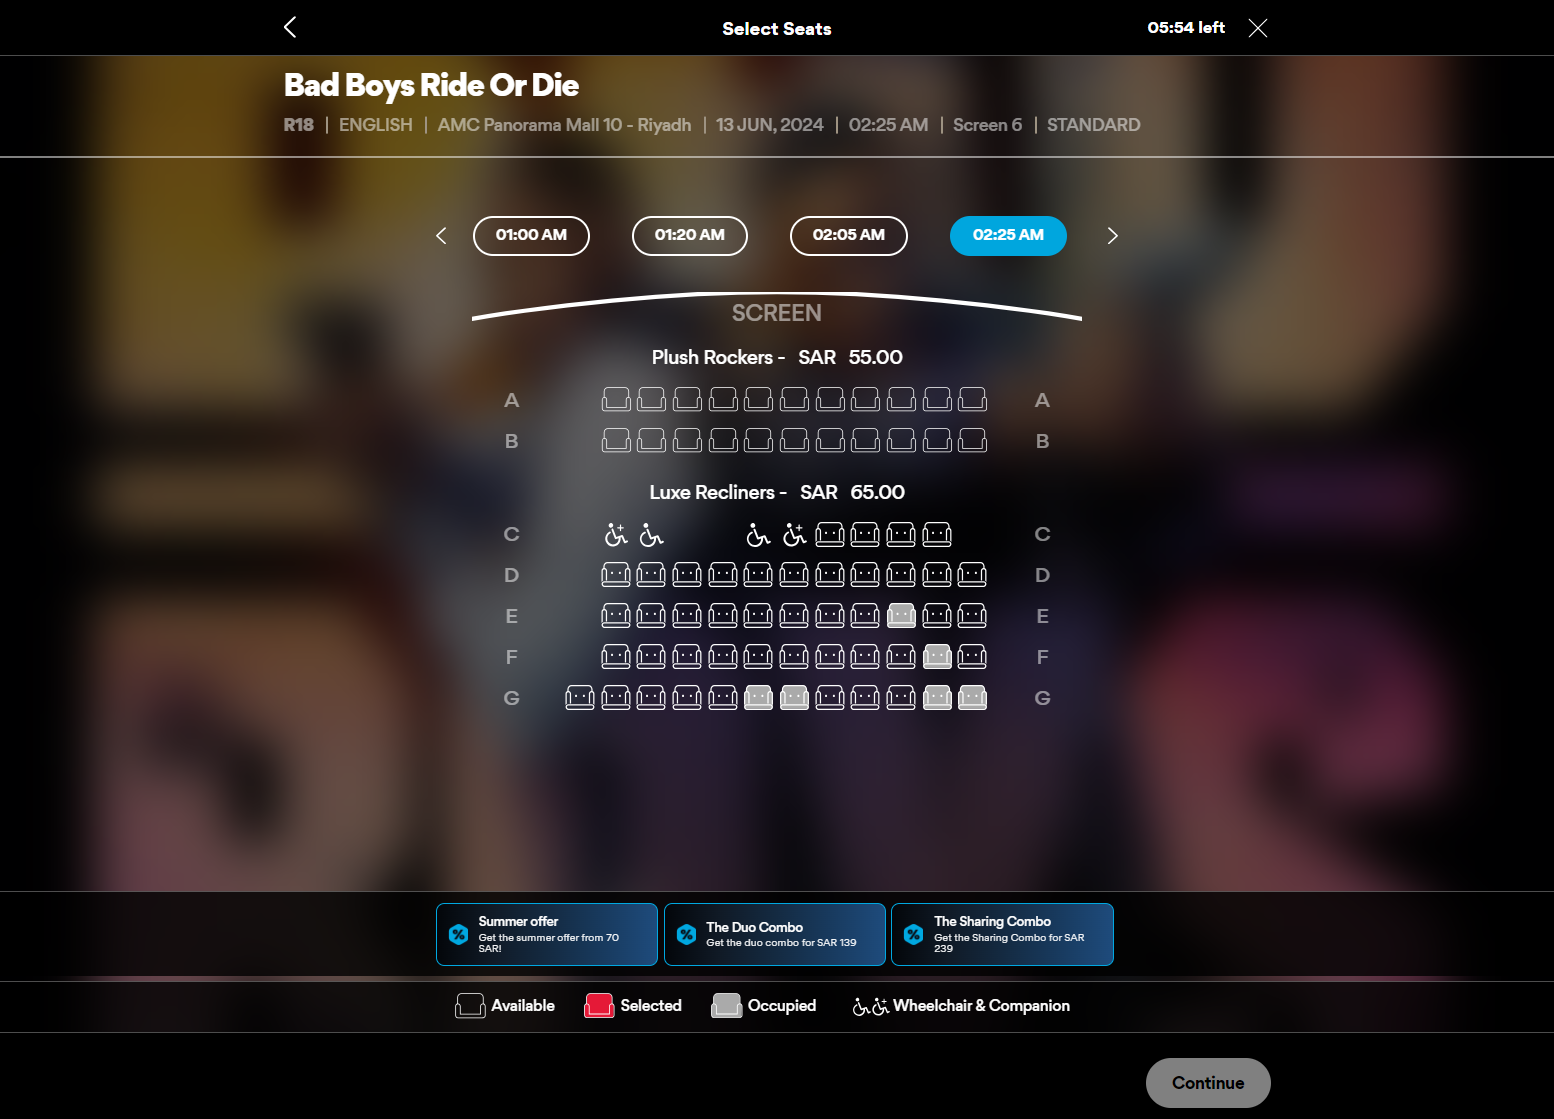 Select Seats
05:54 left
Bad Boys Ride Or Die
R18 | ENGLISH | AMC Panorama Mall 10 - Riyadh | 13 JUN, 2024 | 02:25 AM | Screen 6 | STANDARD
01:00 AM
01:20 AM
02:05 AM
02:25 AM
SCREEN
Plush Rockers - SAR 55.00
A A
B B
Luxe Recliners - SAR 65.00
C C
D D
E E
F F
G G
Summer offer
Get the summer offer from 70
SAR!
The Duo Combo
Get the duo combo for SAR 139
The Sharing Combo
Get the Sharing Combo for SAR
239
Available
Selected
Occupied
Wheelchair & Companion
Continue